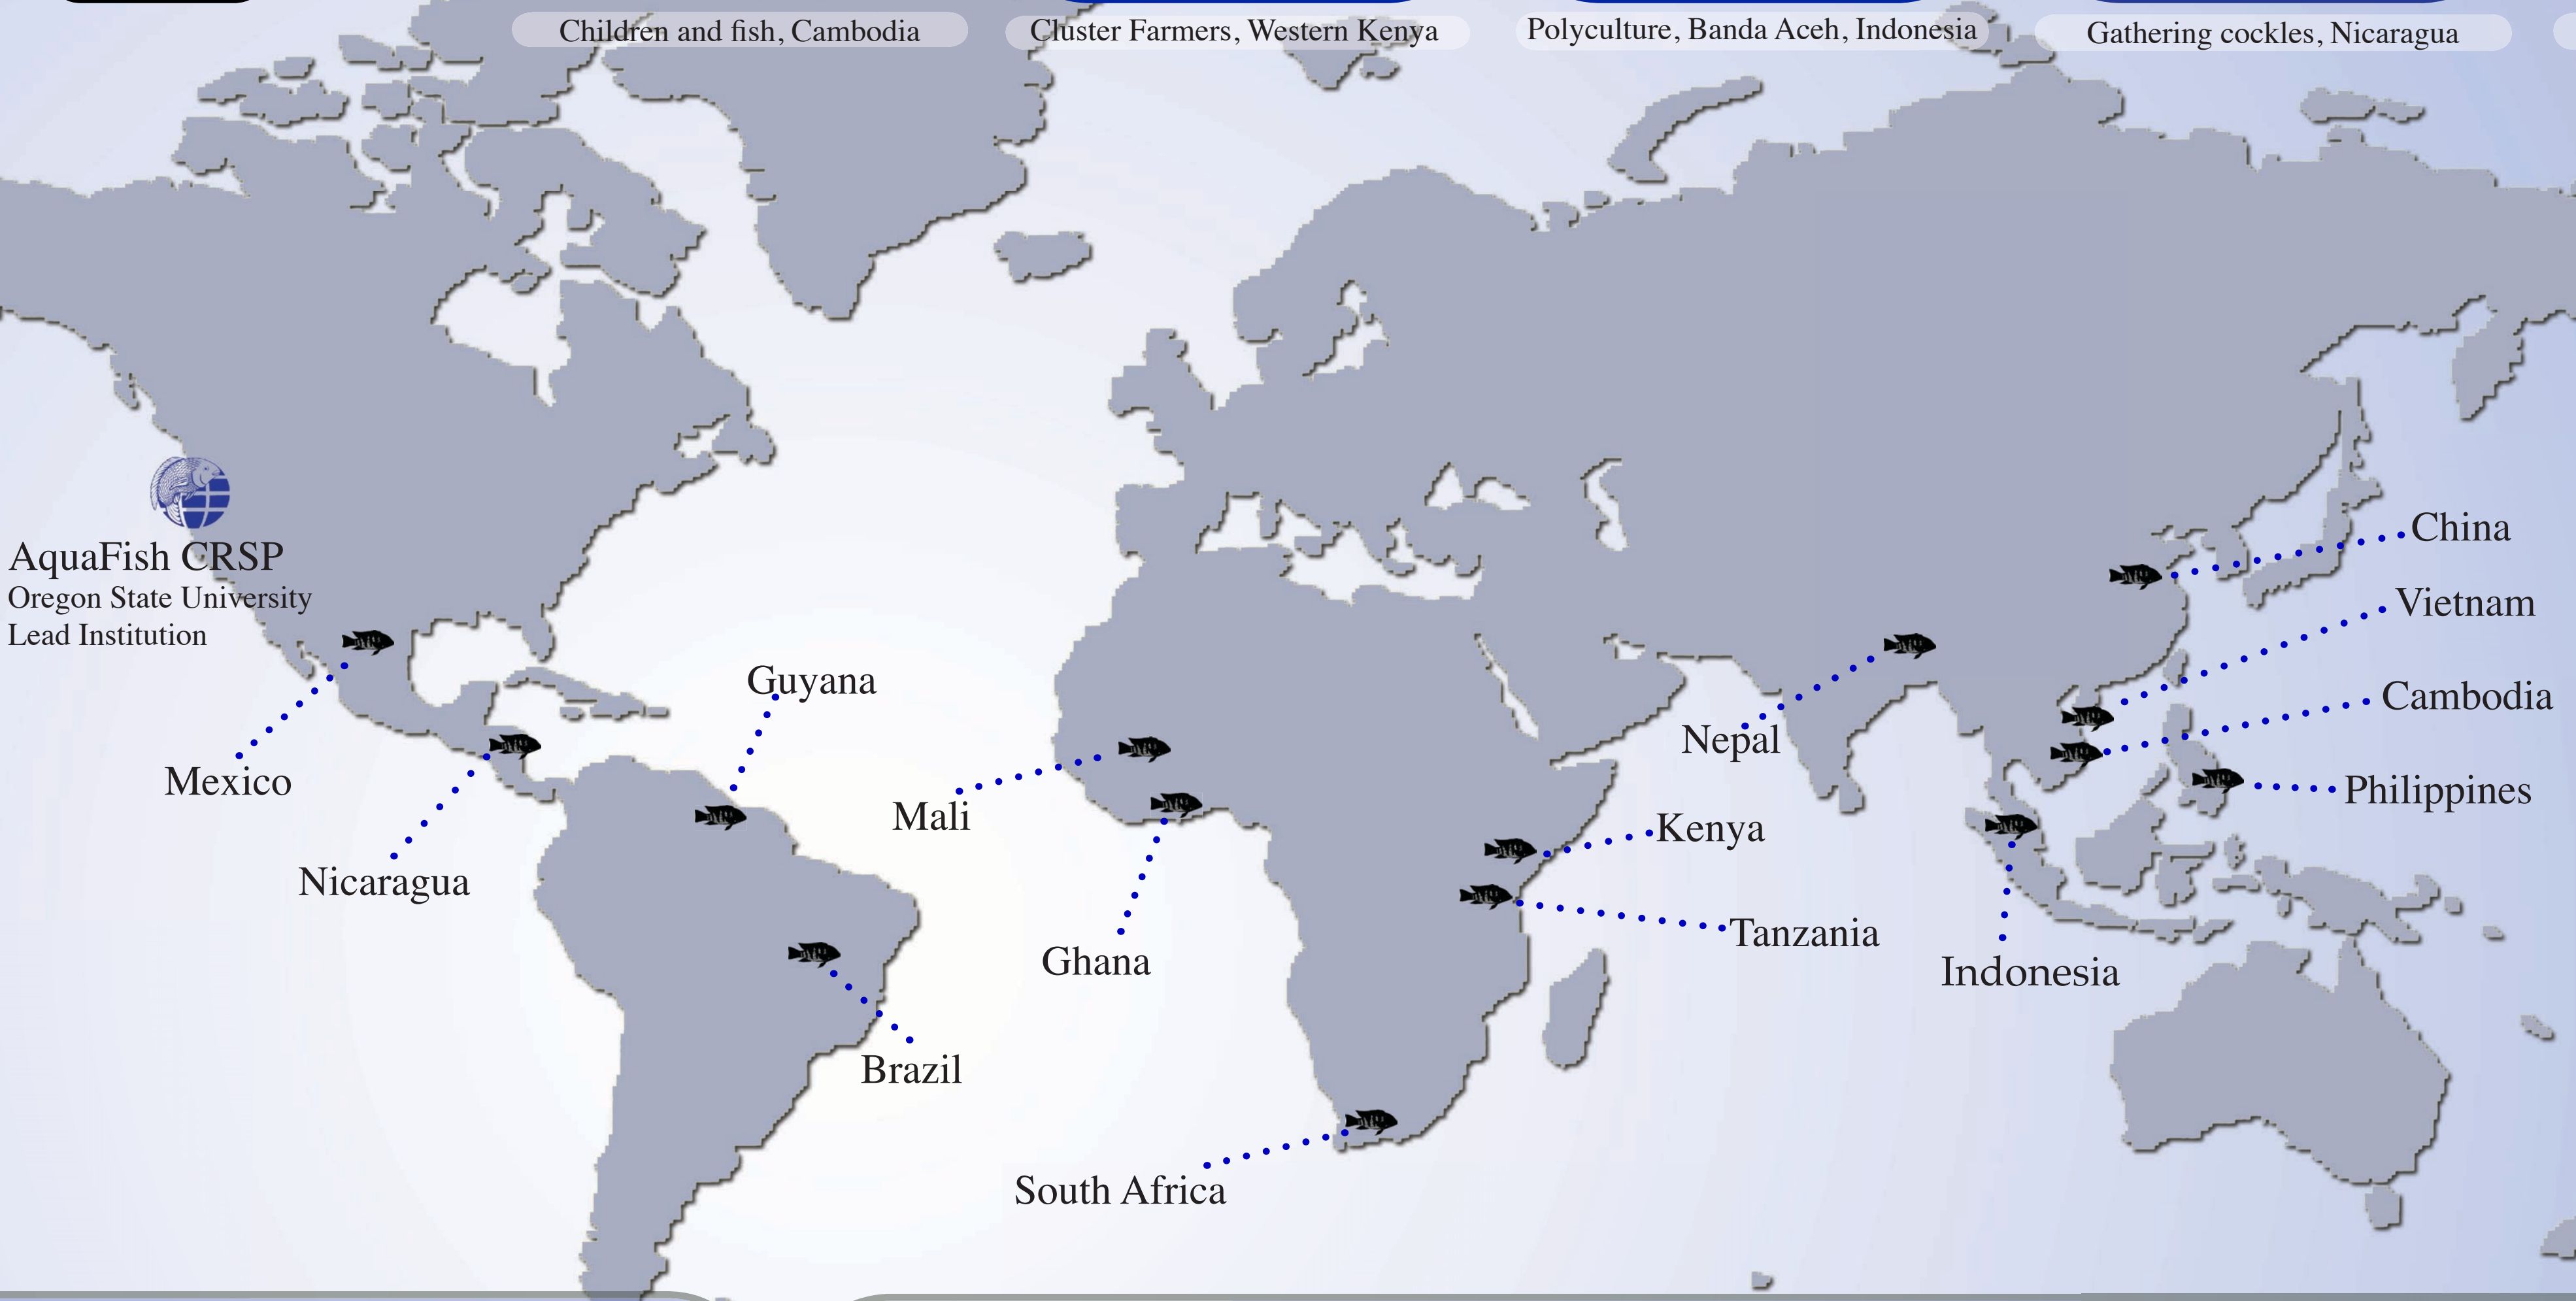 Children and fish, Cambodia
Cluster Farmers, Western Kenya
Polyculture, Banda Aceh, Indonesia
Gathering cockles, Nicaragua
China
AquaFish CRSP
Oregon State University
Lead Institution
Vietnam
Guyana
Cambodia
Nepal
Mexico
Philippines
Mali
Kenya
Nicaragua
Tanzania
Ghana
Indonesia
Brazil
South Africa